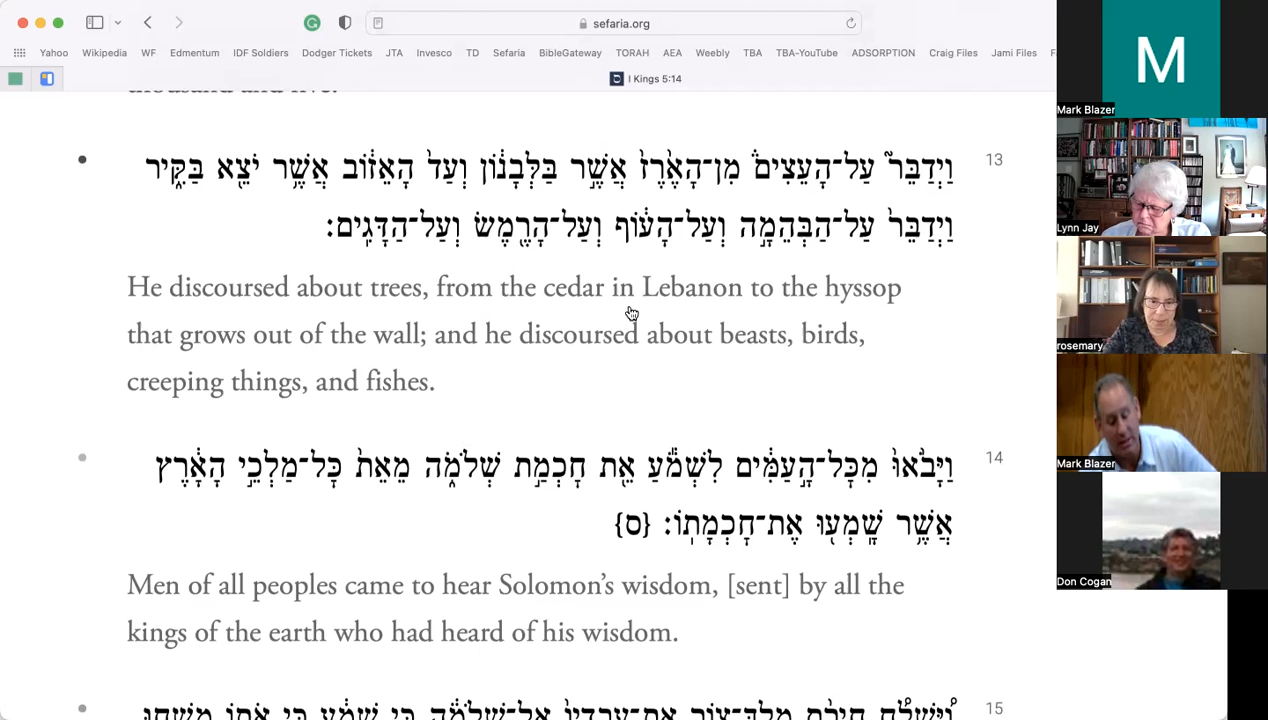 sefaria.org
Yahoo Wikipedia WF Edmentum IDF Soldiers Dodger Tickets JTA Invesco TD Sefaria BibleGateway TORAH AEA Weebly TBA TBA-YouTube ADSORPTION Craig Files Jami Files
I Kings 5:14
thousand and five.
13
וַיְדַבֵּר֮ עַל־הָעֵצִים֒ מִן־הָאֶ֙רֶז֙ אֲשֶׁ֣ר בַּלְּבָנ֔וֹן וְעַד֙ הָאֵז֔וֹב אֲשֶׁ֥ר יֹצֵ֖א בַּקִּ֑יר
וַיְדַבֵּר֙ עַל־הַבְּהֵמָ֣ה וְעַל־הָע֔וֹף וְעַל־הָרֶ֖מֶשׂ וְעַל־הַדָּגִֽים׃
He discoursed about trees, from the cedar in Lebanon to the hyssop
that grows out of the wall; and he discoursed about beasts, birds,
creeping things, and fishes.
14
וַיָּבֹ֙אוּ֙ מִכׇּל־הָ֣עַמִּ֔ים לִשְׁמֹ֕עַ אֵ֖ת חׇכְמַ֣ת שְׁלֹמֹ֑ה מֵאֵת֙ כׇּל־מַלְכֵ֣י הָאָ֔רֶץ
אֲשֶׁ֥ר שָׁמְע֖וּ אֶת־חׇכְמָתֽוֹ׃ {ס}
Men of all peoples came to hear Solomon’s wisdom, [sent] by all the
kings of the earth who had heard of his wisdom.
15
וַ֠יִּשְׁלַ֠ח חִירָ֨ם מֶלֶךְ־צ֤וֹר אֶת־עֲבָדָיו֙ אֶל־שְׁלֹמֹ֔ה כִּ֣י שָׁמַ֔ע כִּ֥י אֹת֛וֹ מָשְׁח֥וּ
M
Mark Blazer
Lynn Jay
rosemary
Mark Blazer
Don Cogan